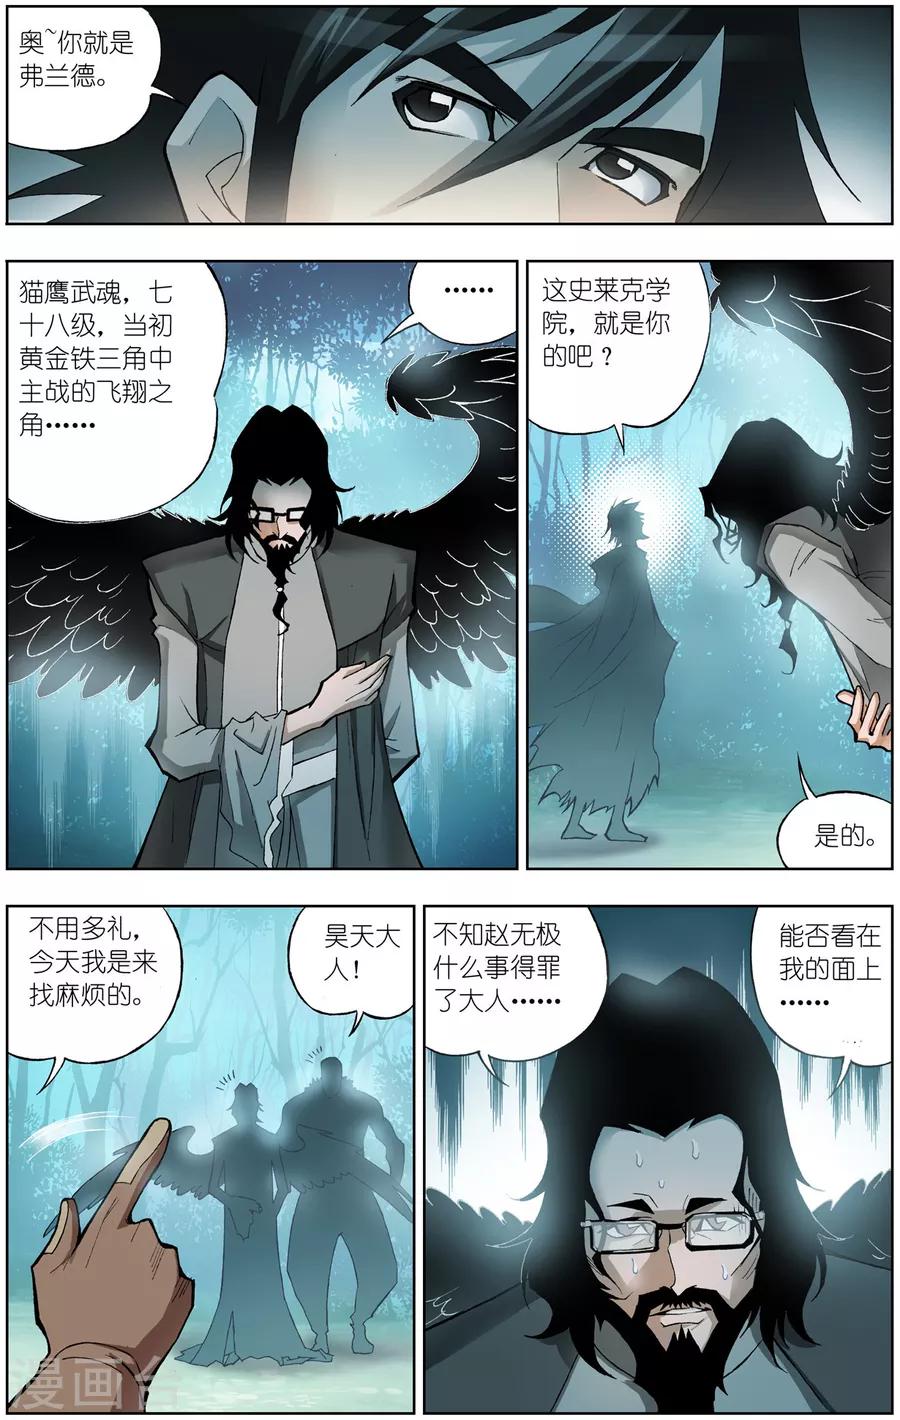 奥~你就是
弗兰德。
猫鹰武魂，七
十八级，当初
黄金铁三角中
主战的飞翔之
角……
……
这史莱克学
院，就是你
的吧？
是的。
不用多礼，
今天我是来
找麻烦的。
昊天大
人！
不知赵无极
什么事得罪
了大人……
能否看在
我的面上
……
漫画台